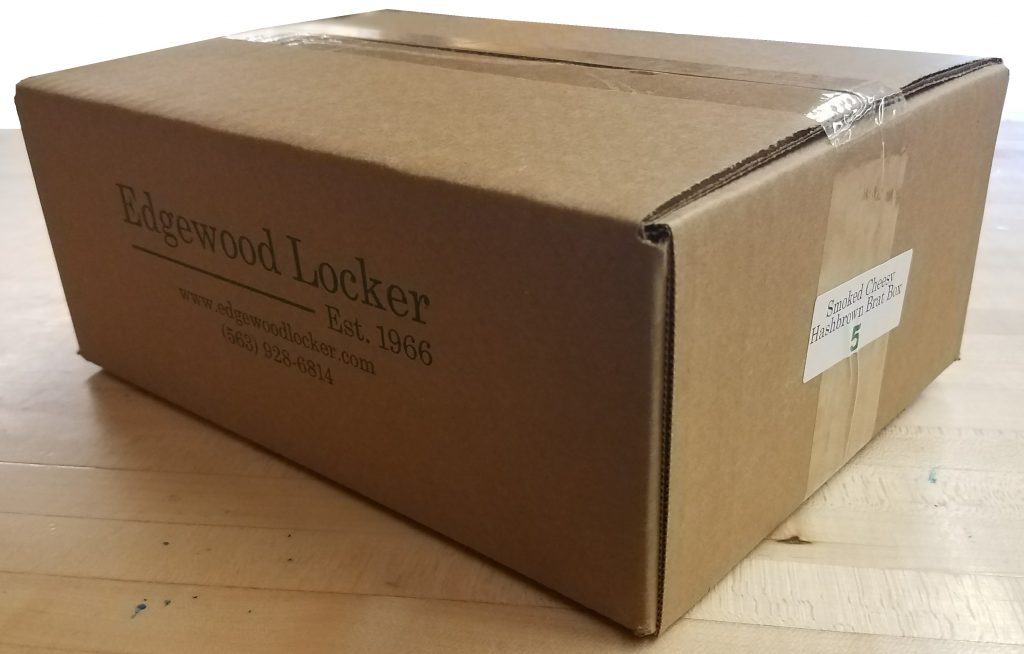 Edgewood Locker
Est. 1966
www.edgewoodlocker.com
(563) 928-6814
Smoked Cheesy
Hashbrown Brat Box
5